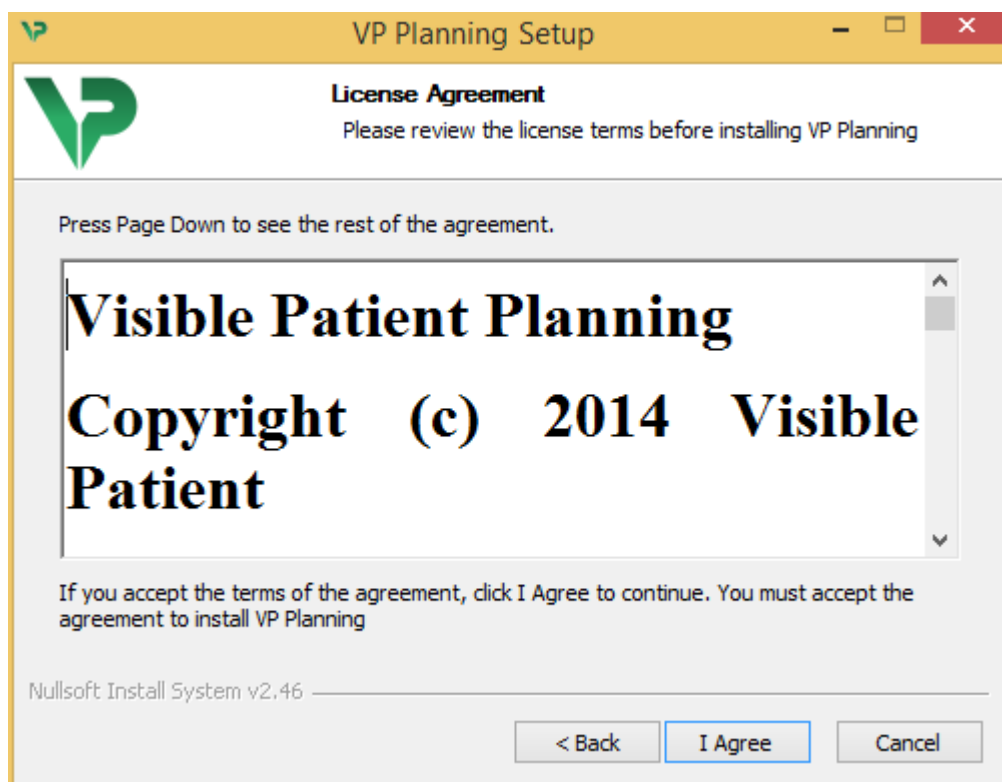 VP Planning Setup
VP
License Agreement
Please review the license terms before installing VP Planning
Press Page Down to see the rest of the agreement.
Visible Patient Planning
Copyright (c) 2014 Visible
Patient
If you accept the terms of the agreement, click I Agree to continue. You must accept the
agreement to install VP Planning
Nullsoft Install System v2.46
< Back
I Agree
Cancel